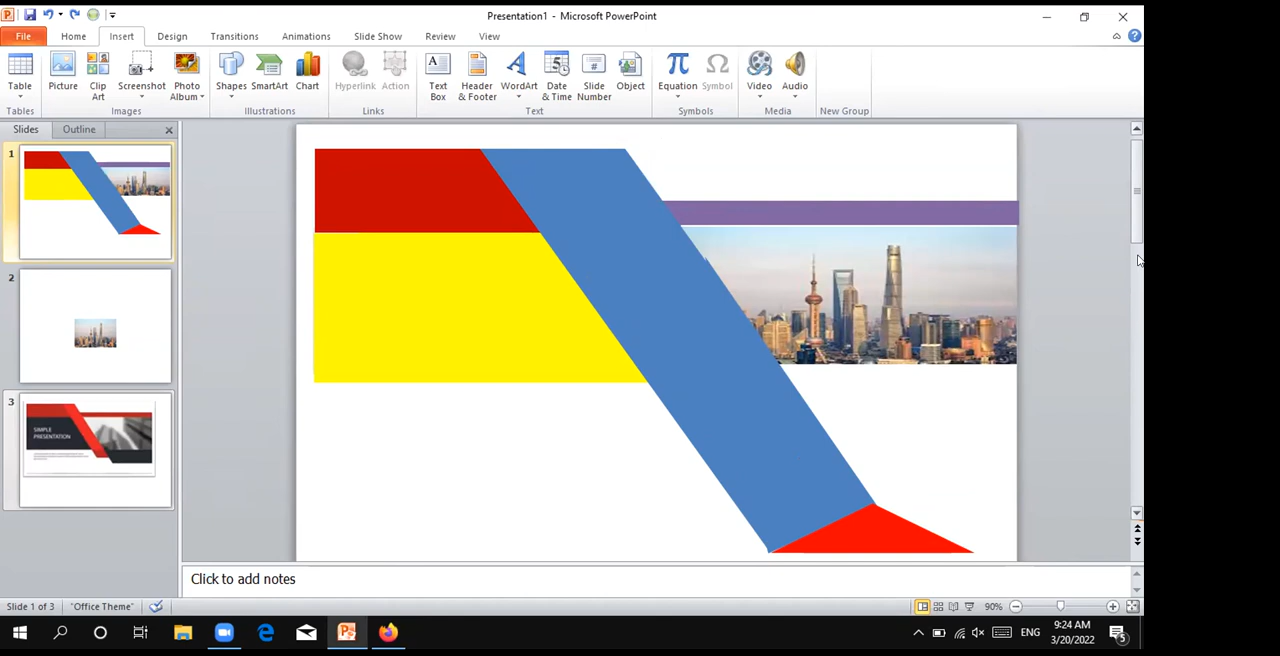 Presentation1 - Microsoft PowerPoint
File Home Insert Design Transitions Animations Slide Show Review View
Table Picture Clip Art Screenshot Photo Album Shapes SmartArt Chart Hyperlink Action Text Box Header & Footer WordArt Date & Time Slide Number Object Equation Symbol Video Audio
Tables Images Illustrations Links Text Symbols Media New Group
Slides Outline
1
2
3
SIMPLE
PRESENTATION
Click to add notes
Slide 1 of 3 "Office Theme" 90%
ENG 9:24 AM
3/20/2022 5